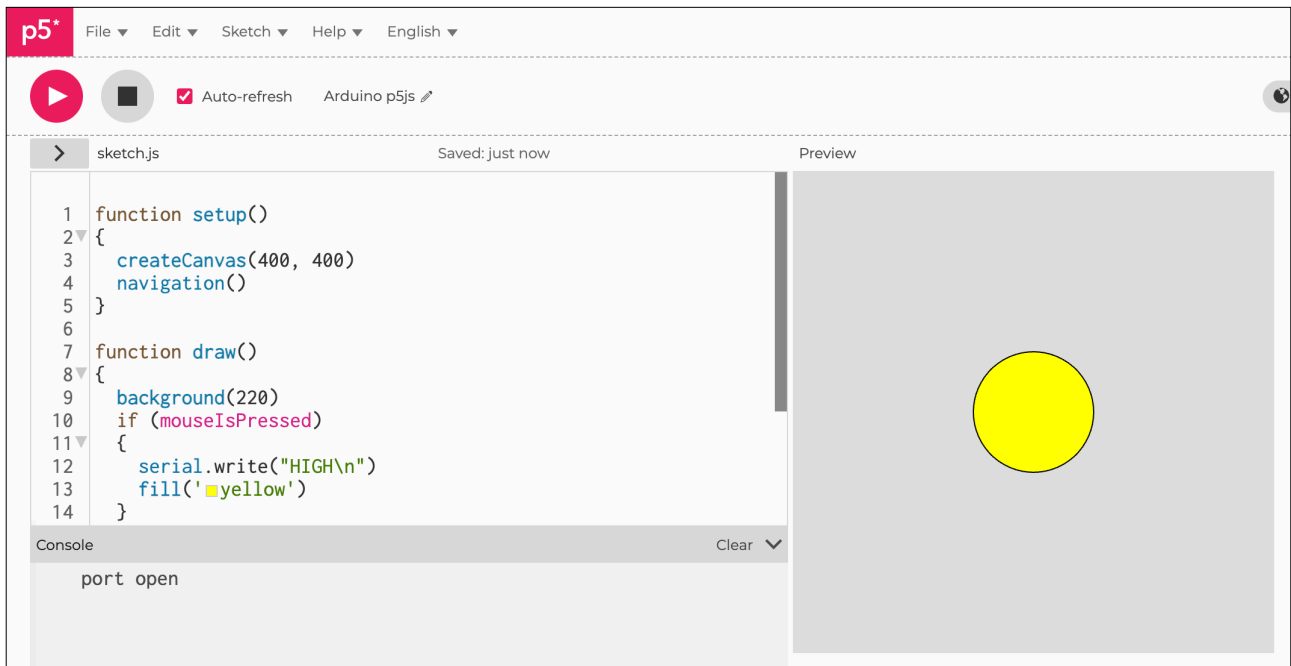 p5* File Edit Sketch Help English
Auto-refresh Arduino p5js
sketch.js Saved: just now Preview
1 function setup()
2 {
3 createCanvas(400, 400)
4 navigation()
5 }
6
7 function draw()
8 {
9 background(220)
10 if (mouseIsPressed)
11 {
12 serial.write("HIGH\n")
13 fill('yellow')
14 }
Console Clear
port open